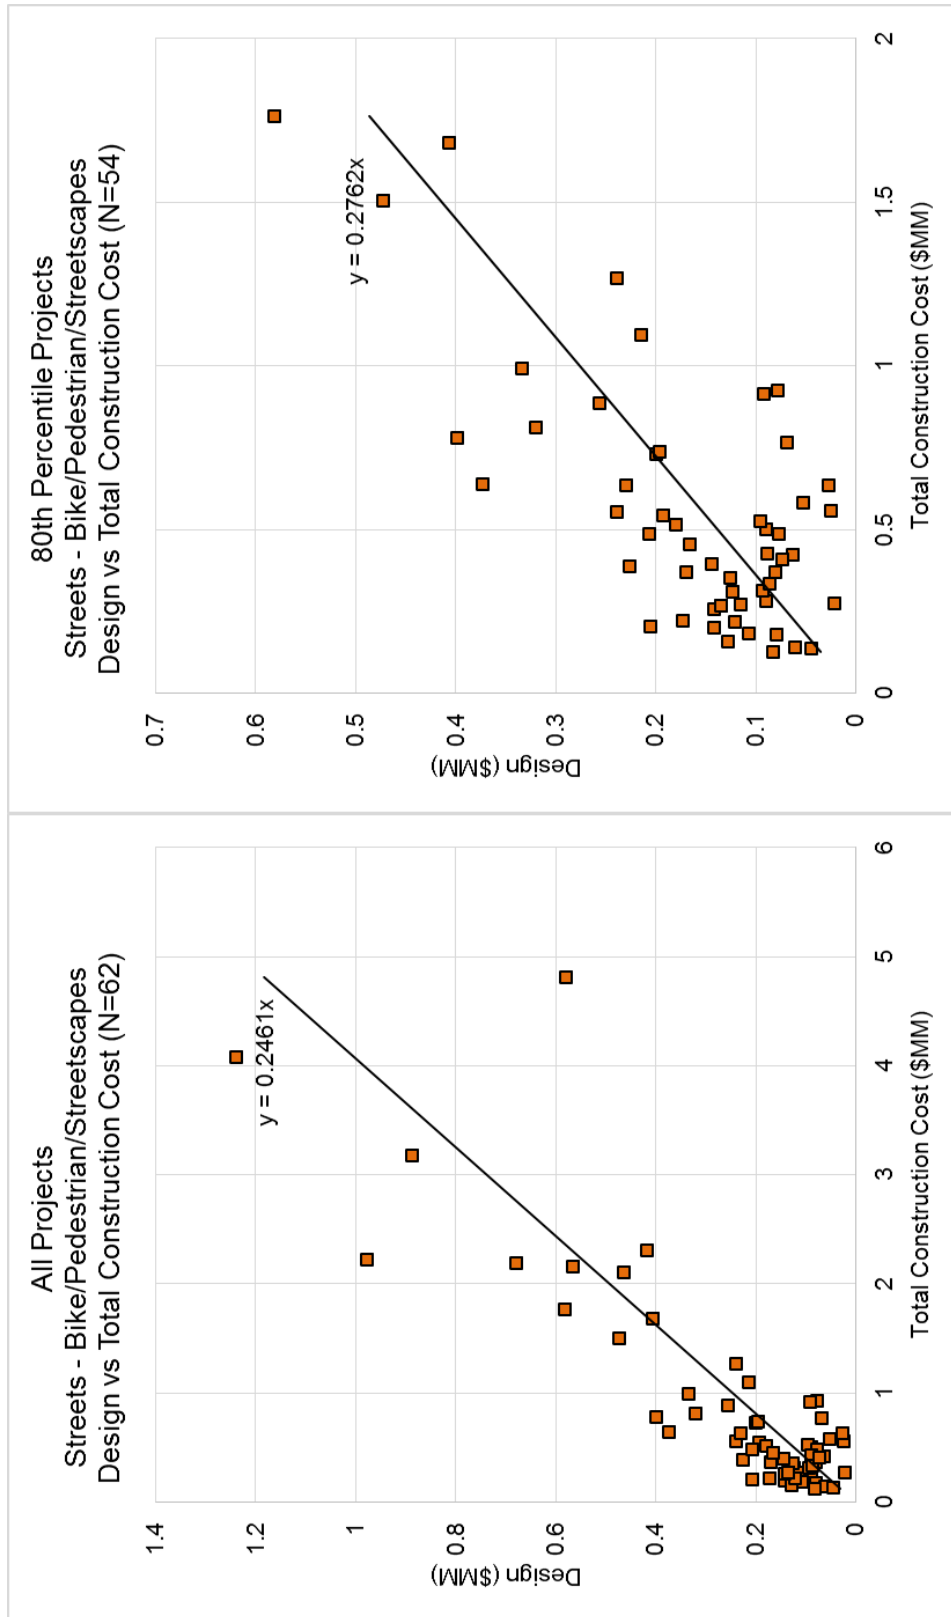 All Projects
Streets - Bike/Pedestrian/Streetscapes
Design vs Total Construction Cost (N=62)
1.4
1.2
1
0.8
0.6
0.4
0.2
0
Design ($MM)
y = 0.2461x
0
1
2
3
4
5
6
Total Construction Cost ($MM)
80th Percentile Projects
Streets - Bike/Pedestrian/Streetscapes
Design vs Total Construction Cost (N=54)
0.7
0.6
0.5
0.4
0.3
0.2
0.1
0
Design ($MM)
y = 0.2762x
0
0.5
1
1.5
2
Total Construction Cost ($MM)